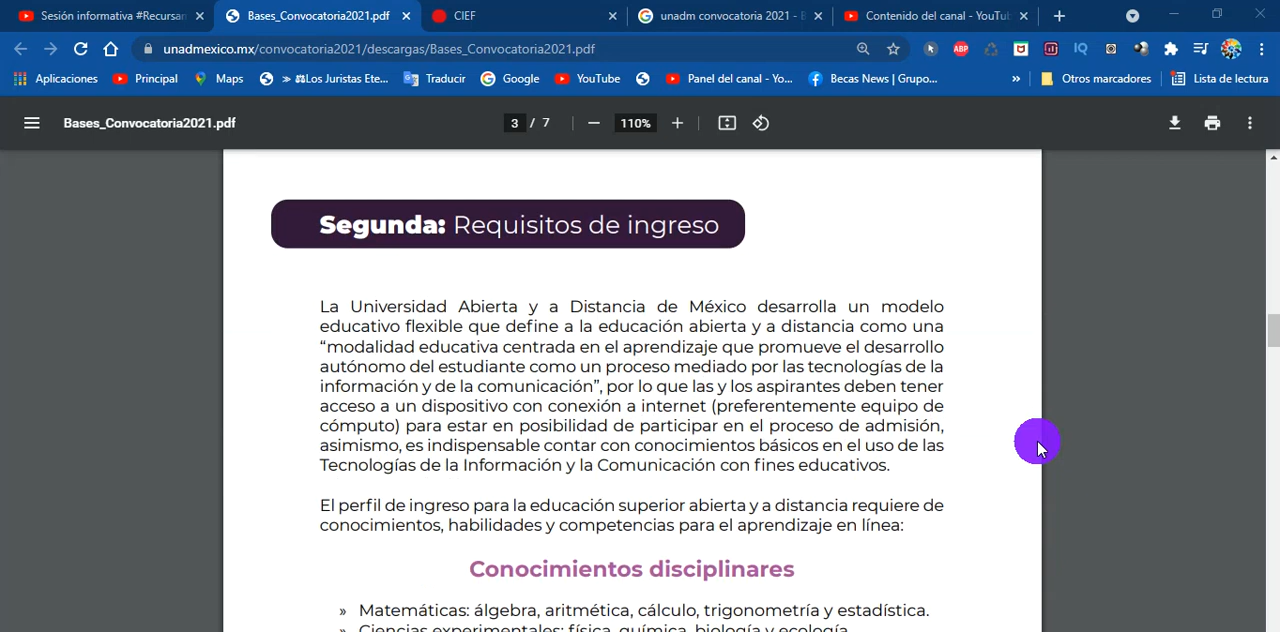 Sesión informativa #Recursan
Bases_Convocatoria2021.pdf
CIEF
unadm convocatoria 2021 - B
Contenido del canal - YouTu
unadmexico.mx/convocatoria2021/descargas/Bases_Convocatoria2021.pdf
ABP
IQ
Aplicaciones
Principal
Maps
≫ ⚖Los Juristas Ete...
Traducir
Google
YouTube
Panel del canal - Yo...
Becas News | Grupo...
»
Otros marcadores
Lista de lectura
Bases_Convocatoria2021.pdf
3 / 7
110%
Segunda: Requisitos de ingreso
La Universidad Abierta y a Distancia de México desarrolla un modelo
educativo flexible que define a la educación abierta y a distancia como una
“modalidad educativa centrada en el aprendizaje que promueve el desarrollo
autónomo del estudiante como un proceso mediado por las tecnologías de la
información y de la comunicación”, por lo que las y los aspirantes deben tener
acceso a un dispositivo con conexión a internet (preferentemente equipo de
cómputo) para estar en posibilidad de participar en el proceso de admisión,
asimismo, es indispensable contar con conocimientos básicos en el uso de las
Tecnologías de la Información y la Comunicación con fines educativos.
El perfil de ingreso para la educación superior abierta y a distancia requiere de
conocimientos, habilidades y competencias para el aprendizaje en línea:
Conocimientos disciplinares
» Matemáticas: álgebra, aritmética, cálculo, trigonometría y estadística.
» Ciencias experimentales: física, química, biología y ecología.